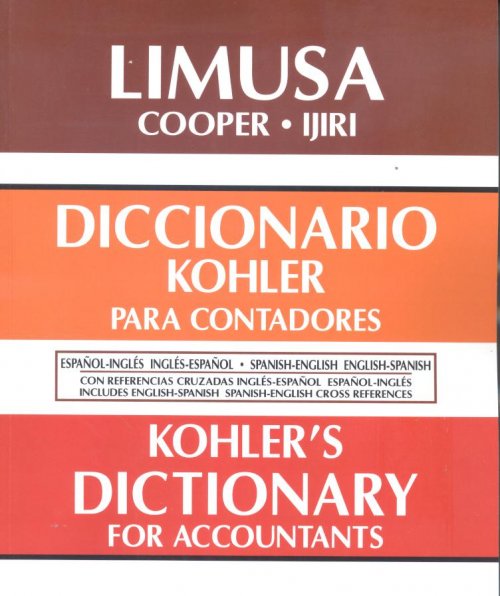 LIMUSA
COOPER • IJIRI
DICCIONARIO
KOHLER
PARA CONTADORES
ESPAÑOL-INGLÉS INGLÉS-ESPAÑOL • SPANISH-ENGLISH ENGLISH-SPANISH
CON REFERENCIAS CRUZADAS INGLÉS-ESPAÑOL ESPAÑOL-INGLÉS
INCLUDES ENGLISH-SPANISH SPANISH-ENGLISH CROSS REFERENCES
KOHLER'S
DICTIONARY
FOR ACCOUNTANTS